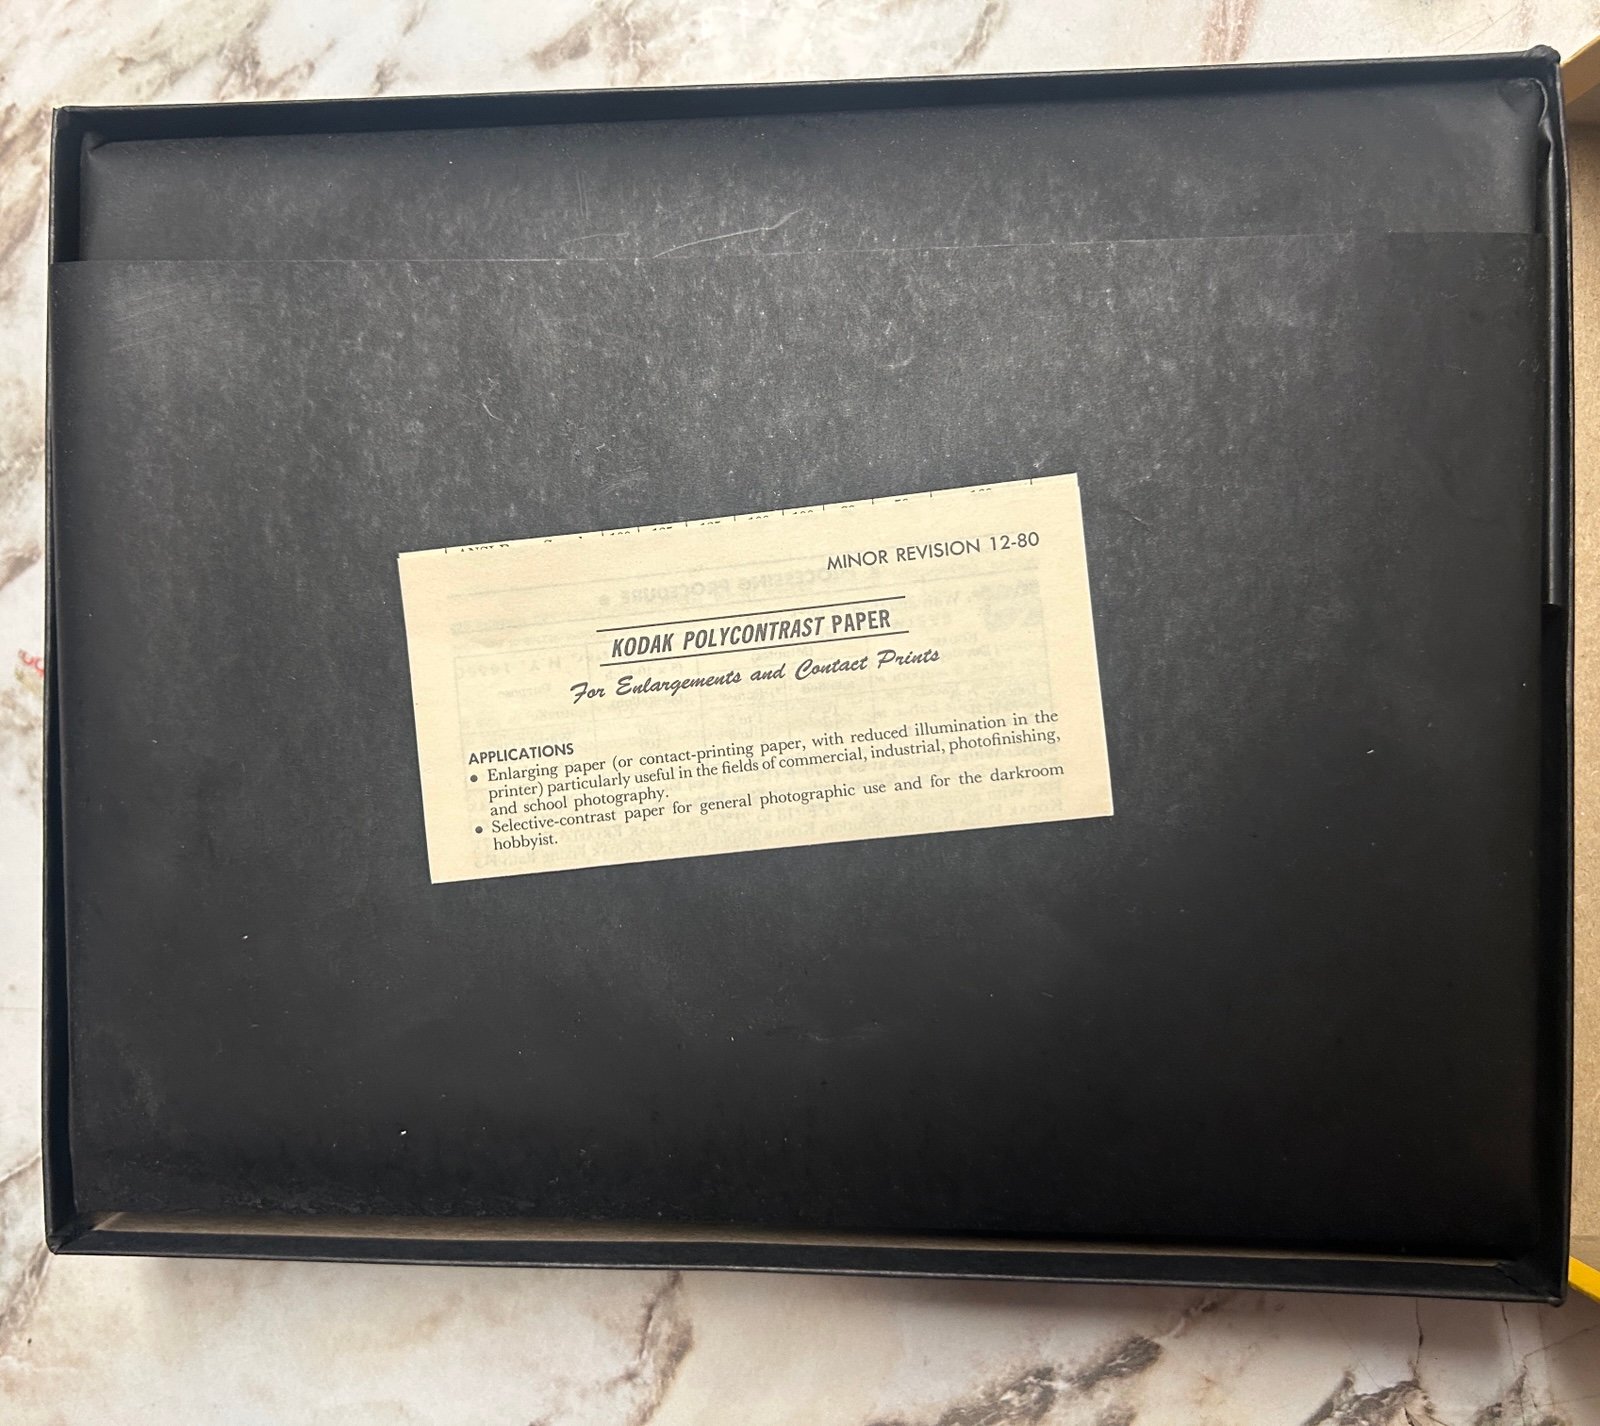 MINOR REVISION 12-80
KODAK POLYCONTRAST PAPER
For Enlargements and Contact Prints
APPLICATIONS
• Enlarging paper (or contact-printing paper, with reduced illumination in the
printer) particularly useful in the fields of commercial, industrial, photofinishing,
and school photography.
• Selective-contrast paper for general photographic use and for the darkroom
hobbyist.